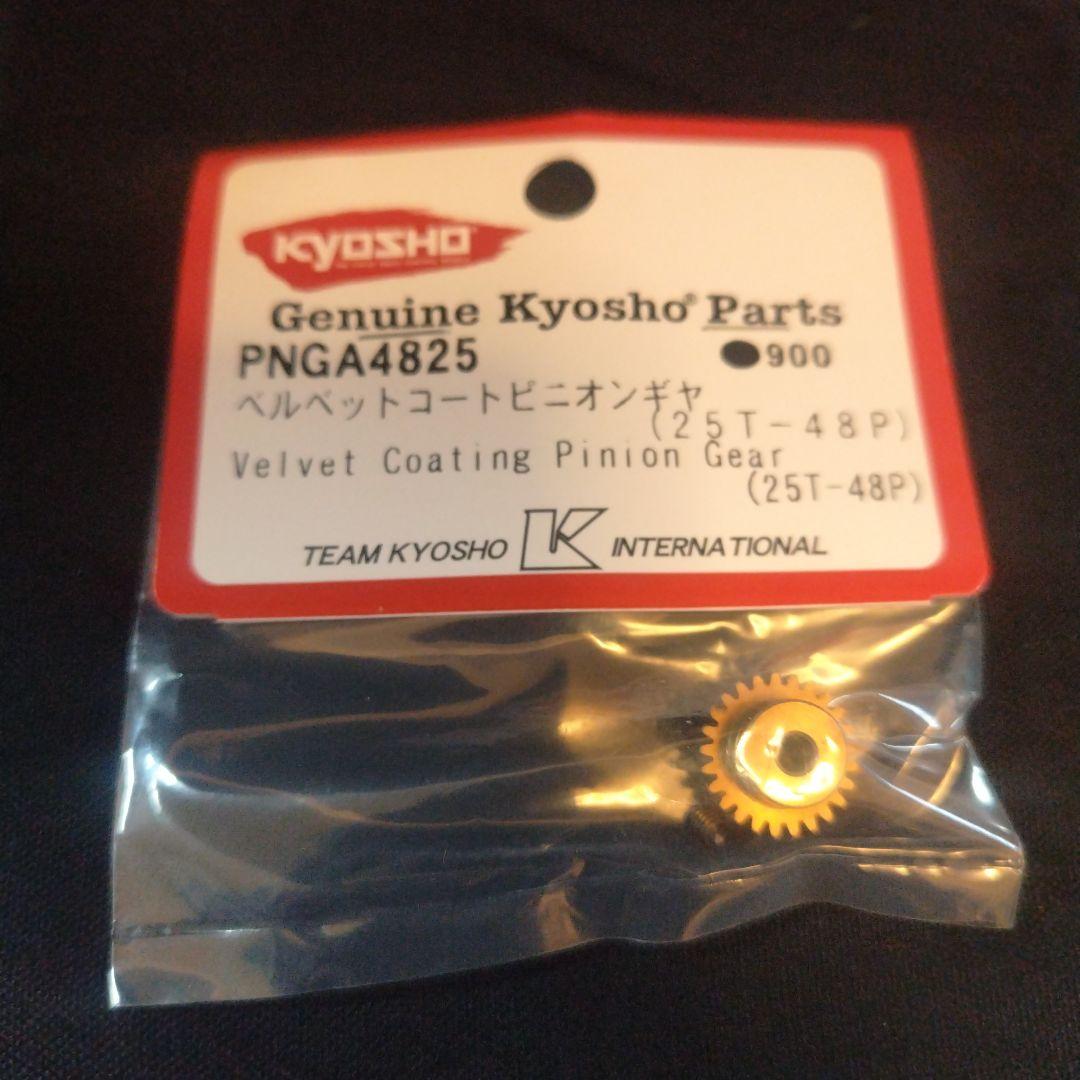 KYOSHO
Genuine Kyosho® Parts
PNGA4825 ●900
ベルベットコートピニオンギヤ
(25T-48P)
Velvet Coating Pinion Gear
(25T-48P)
TEAM KYOSHO K INTERNATIONAL